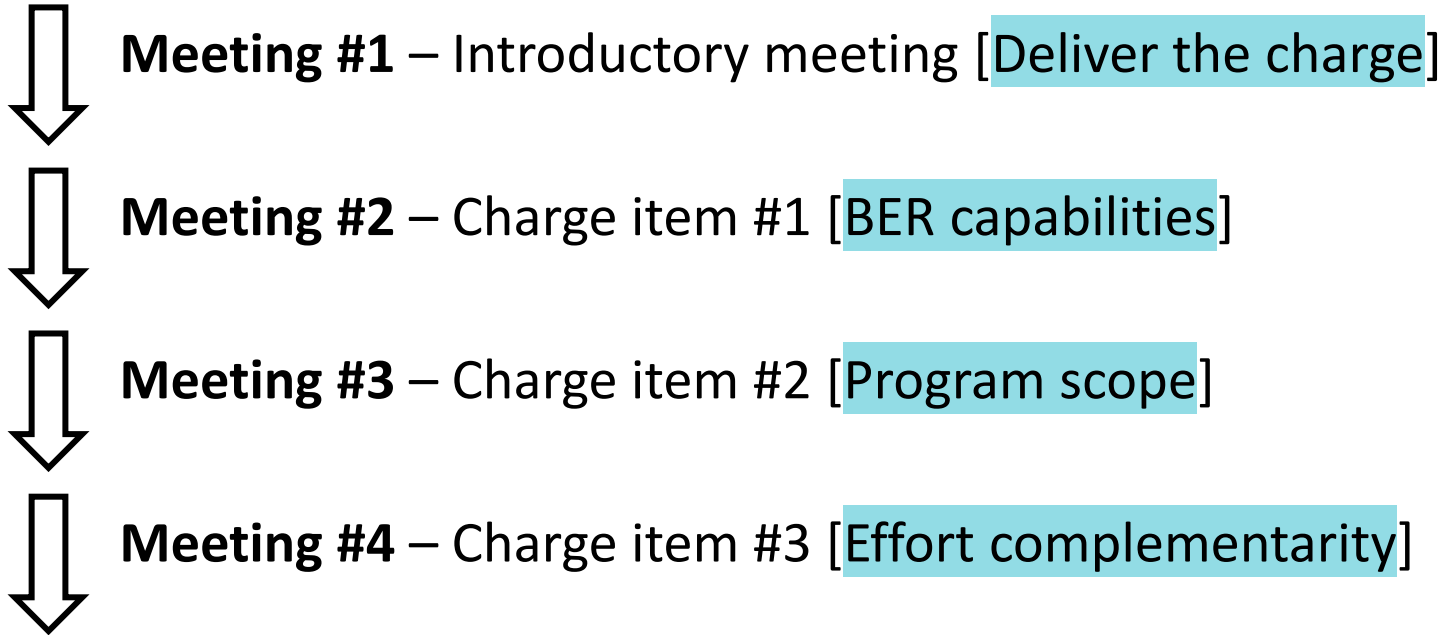 Meeting #1 – Introductory meeting [Deliver the charge]
Meeting #2 – Charge item #1 [BER capabilities]
Meeting #3 – Charge item #2 [Program scope]
Meeting #4 – Charge item #3 [Effort complementarity]